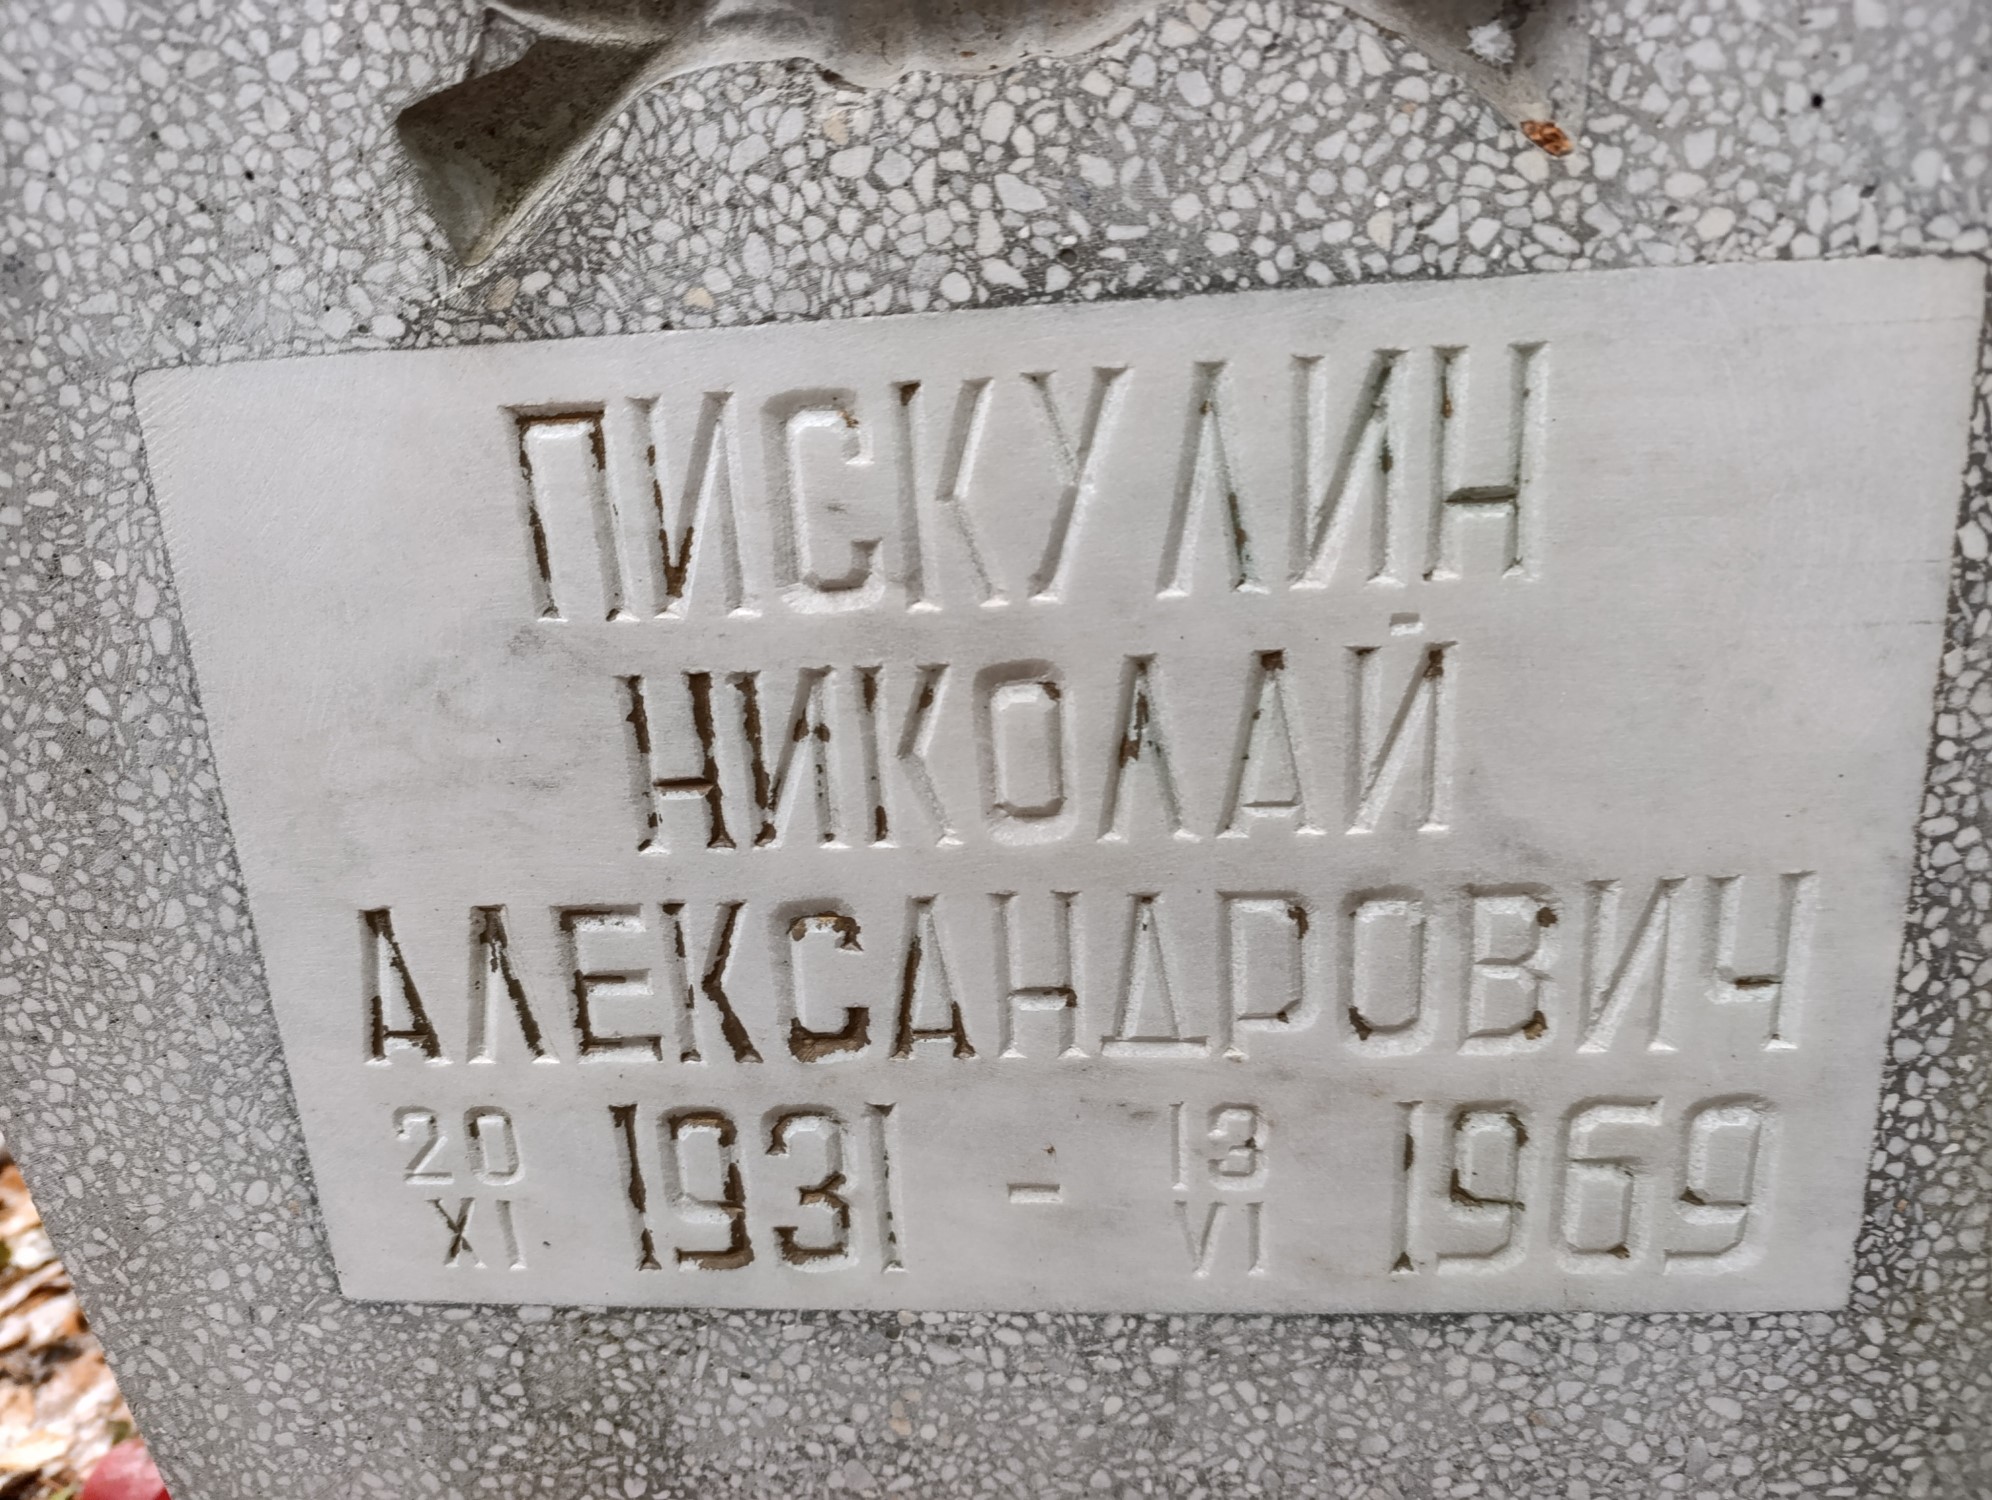 ПИСКУЛИН
НИКОЛАЙ
АЛЕКСАНДРОВИЧ
20 XI 1931 - 13 VI 1969